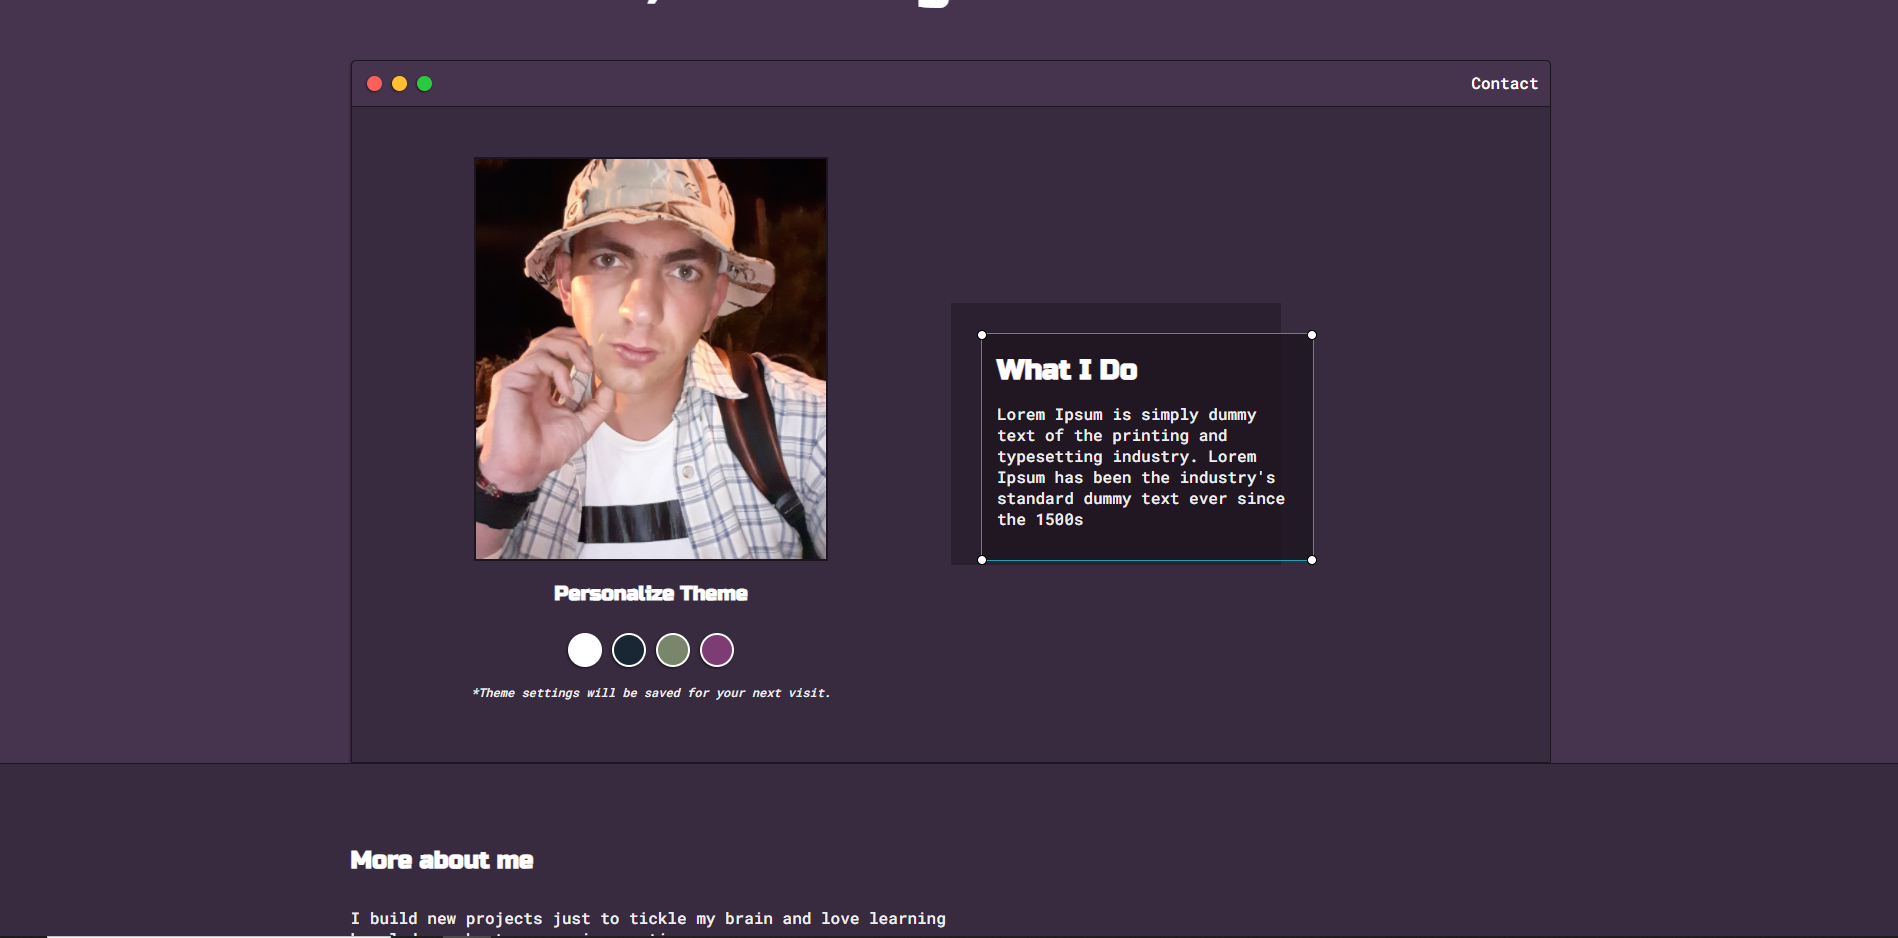 Contact
What I Do
Lorem Ipsum is simply dummy
text of the printing and
typesetting industry. Lorem
Ipsum has been the industry's
standard dummy text ever since
the 1500s
Personalize Theme
*Theme settings will be saved for your next visit.
More about me
I build new projects just to tickle my brain and love learning